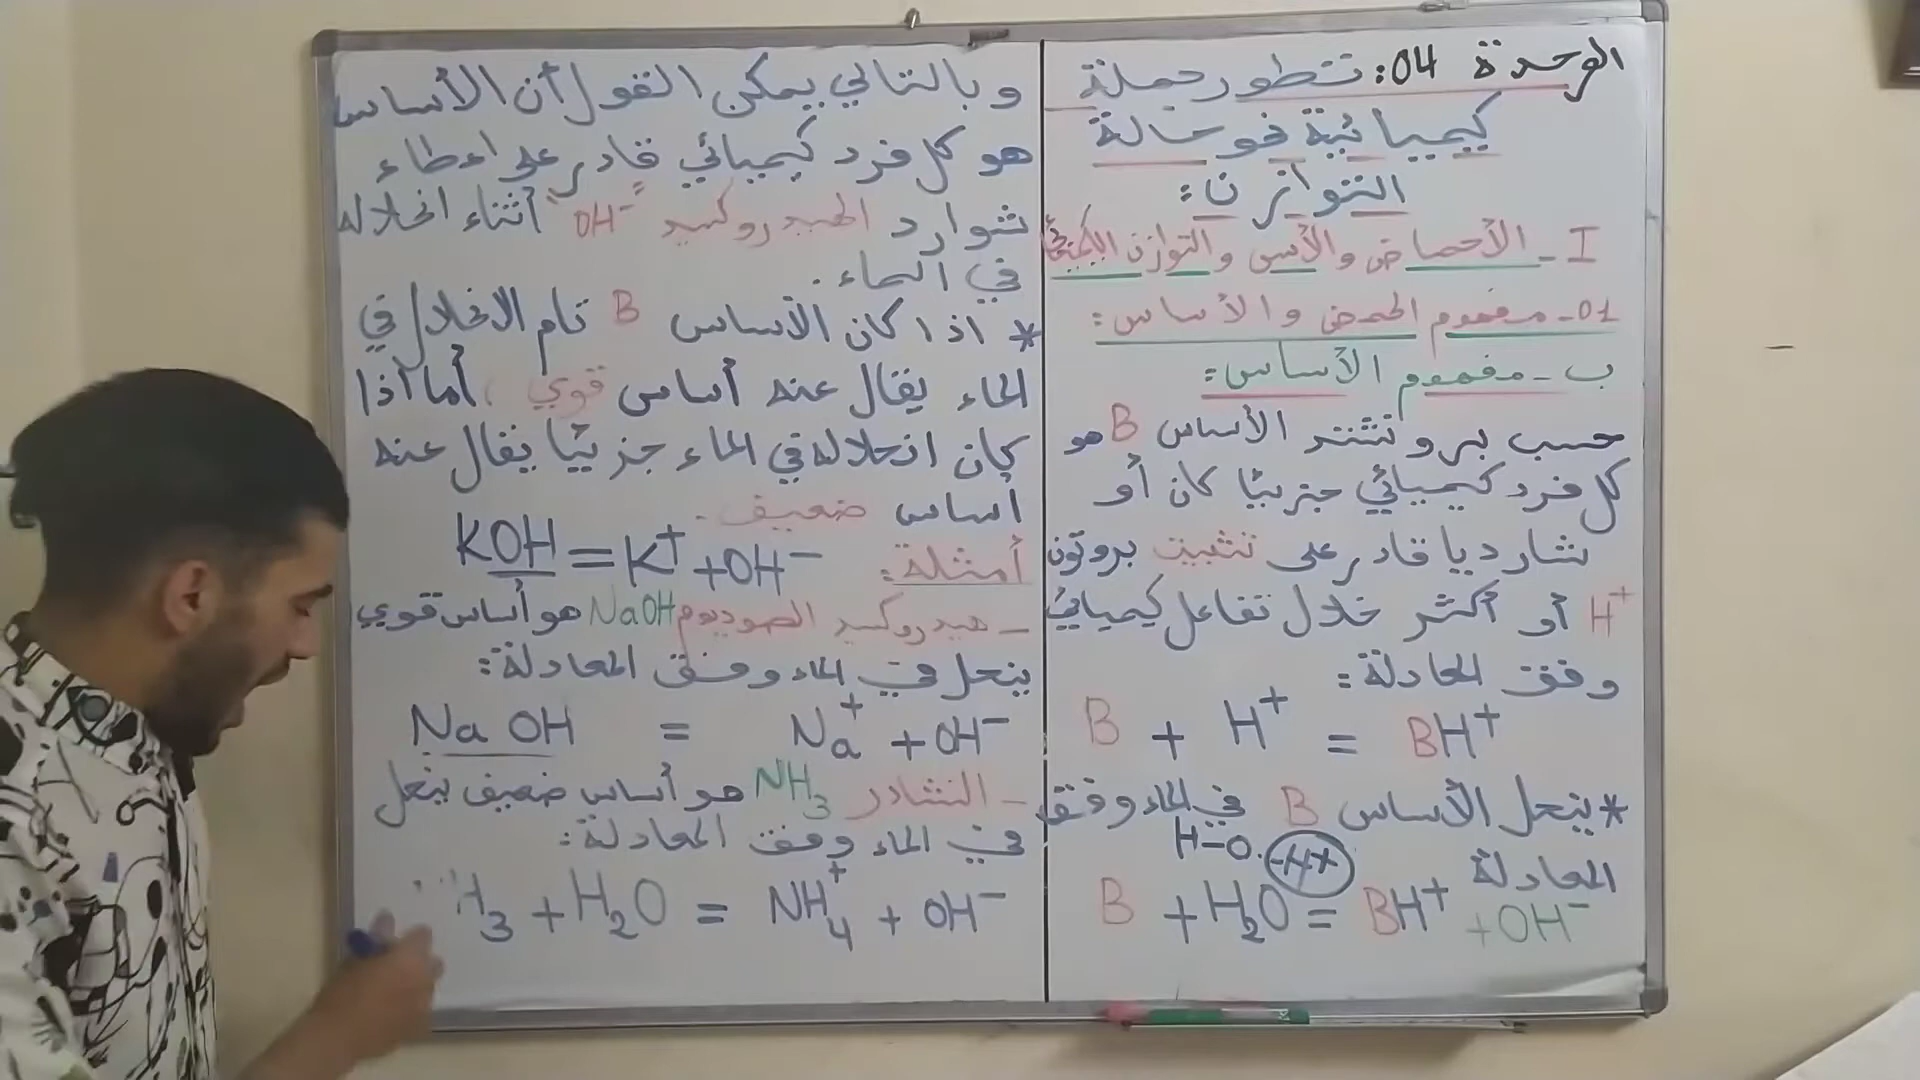 الوحدة 04: تطور جملة
كيميائية نحو حالة
التوازن:
I - الأحماض والأسس والتوازن الكيميائي
01- مفهوم الحمض والأساس:
ب - مفهوم الأساس:
حسب برونشتد الأساس B هو
كل فرد كيميائي جزيئيا كان أو
شارديا قادر على تثبيت بروتون
H⁺ أو أكثر خلال تفاعل كيميائي
وفق المعادلة:
B + H⁺ = BH⁺
* ينحل الأساس B في الماء وفق
H-O. -H+
المعادلة
B + H₂O = BH⁺ + OH⁻
وبالتالي يمكن القول أن الأساس
هو كل فرد كيميائي قادر على اعطاء
شوارد الهيدروكسيد "OH⁻" أثناء انحلاله
في الماء.
* اذا كان الأساس B تام الانحلال في
الماء يقال عنه أساس قوي، أما اذا
كان انحلاله في الماء جزئيا يقال عنه
أساس ضعيف.
أمثلة: KOH = K⁺ + OH⁻
- هيدروكسيد الصوديوم NaOH هو أساس قوي
ينحل في الماء وفق المعادلة:
NaOH = Na⁺ + OH⁻
- النشادر NH₃ هو أساس ضعيف ينحل
في الماء وفق المعادلة:
H₃ + H₂O = NH₄⁺ + OH⁻